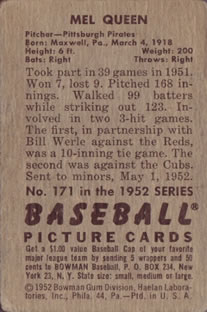 MEL QUEEN
Pitcher—Pittsburgh Pirates
Born: Maxwell, Pa., March 4, 1918
Height: 6 ft. Weight: 200
Bats: Right Throws: Right
Took part in 39 games in 1951.
Won 7, lost 9. Pitched 168 inn-
ings. Walked 99 batters
while striking out 123. In-
volved in two 3-hit games.
The first, in partnership with
Bill Werle against the Reds,
was a 10-inning tie game. The
second was against the Cubs.
Sent to minors, May 1, 1952.
No. 171 in the 1952 SERIES
BASEBALL®
PICTURE CARDS
Get a $1.00 value Baseball Cap of your favorite
major league team by sending 5 wrappers and 50
cents to BOWMAN Baseball, P. O. BOX 234, New
York 23, N. Y. State size: small, medium or large.
©1952 Bowman Gum Division, Haelan Labora-
tories, Inc., Phila. 44, Pa.—Prtd. in U. S. A.